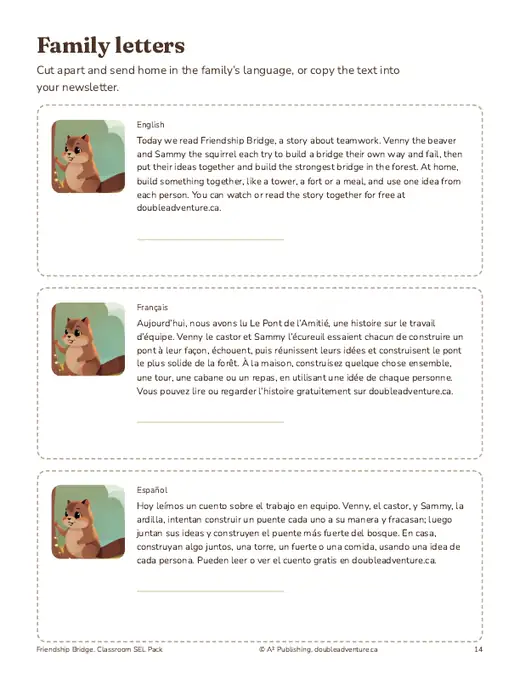 Family letters
Cut apart and send home in the family's language, or copy the text into
your newsletter.
English
Today we read Friendship Bridge, a story about teamwork. Venny the beaver
and Sammy the squirrel each try to build a bridge their own way and fail, then
put their ideas together and build the strongest bridge in the forest. At home,
build something together, like a tower, a fort or a meal, and use one idea from
each person. You can watch or read the story together for free at
doubleadventure.ca.
Français
Aujourd'hui, nous avons lu Le Pont de l'Amitié, une histoire sur le travail
d'équipe. Venny le castor et Sammy l'écureuil essaient chacun de construire un
pont à leur façon, échouent, puis réunissent leurs idées et construisent le pont
le plus solide de la forêt. À la maison, construisez quelque chose ensemble,
une tour, une cabane ou un repas, en utilisant une idée de chaque personne.
Vous pouvez lire ou regarder l'histoire gratuitement sur doubleadventure.ca.
Español
Hoy leímos un cuento sobre el trabajo en equipo. Venny, el castor, y Sammy, la
ardilla, intentan construir un puente cada uno a su manera y fracasan; luego
juntan sus ideas y construyen el puente más fuerte del bosque. En casa,
construyan algo juntos, una torre, un fuerte o una comida, usando una idea de
cada persona. Pueden leer o ver el cuento gratis en doubleadventure.ca.
Friendship Bridge. Classroom SEL Pack
© A² Publishing. doubleadventure.ca
14